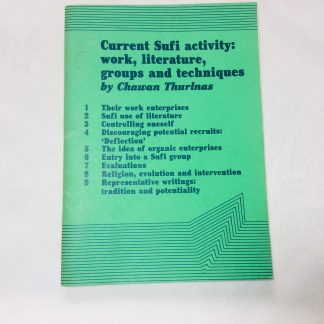 Current Sufi activity:
work, literature,
groups and techniques
by Chawan Thurlnas
1 Their work enterprises
2 Sufi use of literature
3 Controlling oneself
4 Discouraging potential recruits:
'Deflection'
5 The idea of organic enterprises
6 Entry into a Sufi group
7 Evaluations
8 Religion, evolution and intervention
9 Representative writings:
tradition and potentiality